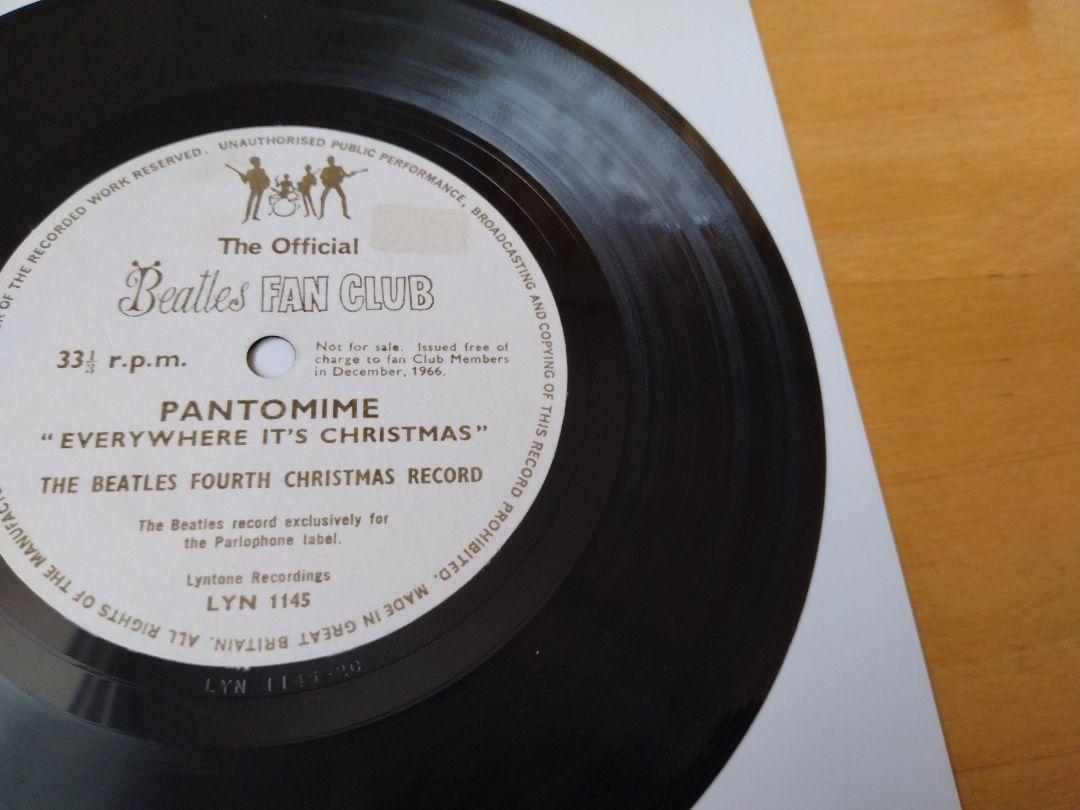 The Official
Beatles FAN CLUB
33⅓ r.p.m.
Not for sale. Issued free of
charge to fan Club Members
in December, 1966.
PANTOMIME
"EVERYWHERE IT'S CHRISTMAS"
THE BEATLES FOURTH CHRISTMAS RECORD
The Beatles record exclusively for
the Parlophone label.
Lyntone Recordings
LYN 1145
OF THE RECORDED WORK RESERVED. UNAUTHORISED PUBLIC PERFORMANCE, BROADCASTING AND COPYING OF THIS RECORD PROHIBITED. MADE IN GREAT BRITAIN. ALL RIGHTS OF THE
LYN 1145